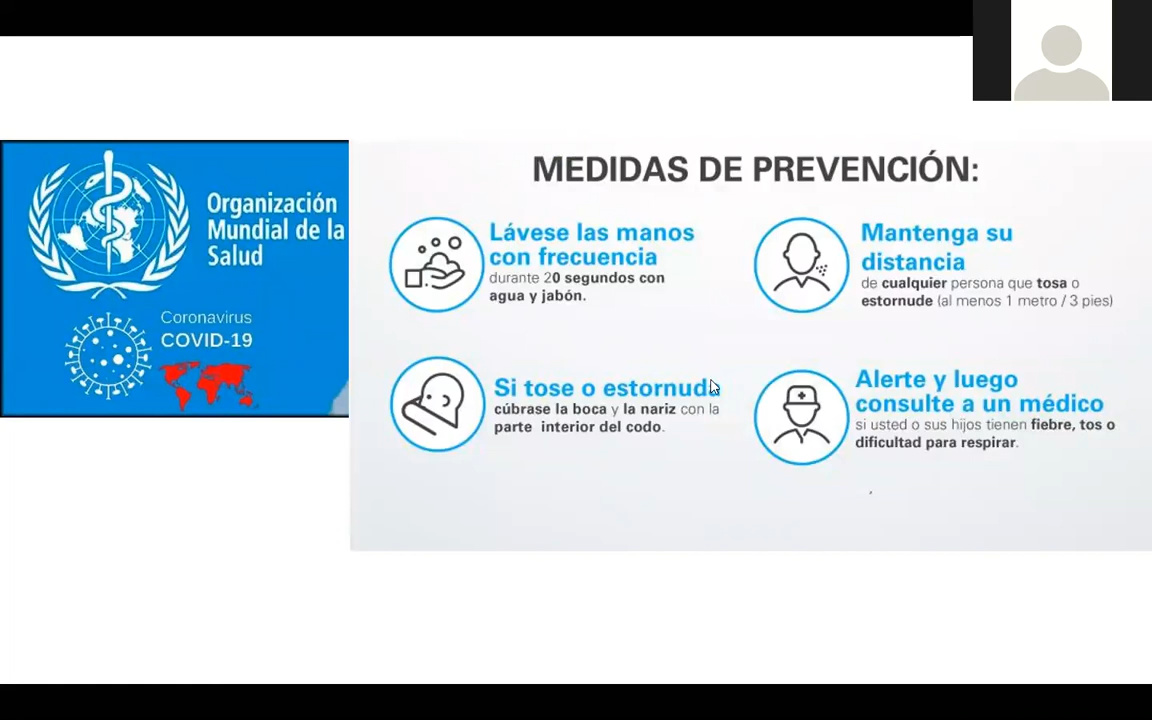 Organización
Mundial de la
Salud
Coronavirus
COVID-19
MEDIDAS DE PREVENCIÓN:
Lávese las manos
con frecuencia
durante 20 segundos con
agua y jabón.
Mantenga su
distancia
de cualquier persona que tosa o
estornude (al menos 1 metro / 3 pies)
Si tose o estornuda
cúbrase la boca y la nariz con la
parte interior del codo.
Alerte y luego
consulte a un médico
si usted o sus hijos tienen fiebre, tos o
dificultad para respirar.